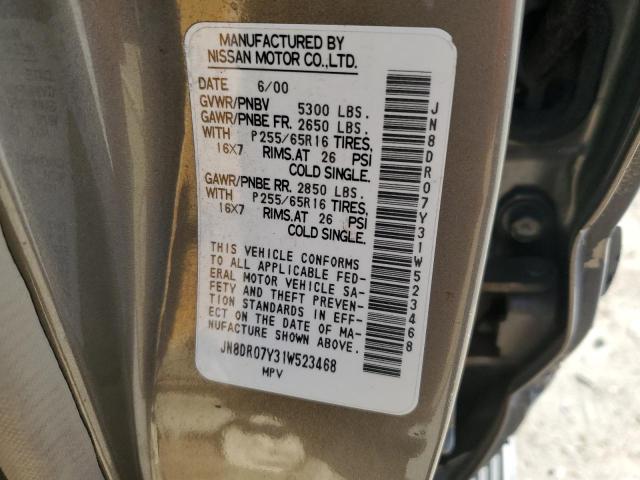 MANUFACTURED BY
NISSAN MOTOR CO.,LTD.
DATE 6/00
GVWR/PNBV 5300 LBS.
GAWR/PNBE FR. 2650 LBS.
WITH P255/65R16 TIRES,
16X7 RIMS.AT 26 PSI
COLD SINGLE.
GAWR/PNBE RR. 2850 LBS.
WITH P255/65R16 TIRES,
16X7 RIMS.AT 26 PSI
COLD SINGLE.
THIS VEHICLE CONFORMS
TO ALL APPLICABLE FED-
ERAL MOTOR VEHICLE SA-
FETY AND THEFT PREVEN-
TION STANDARDS IN EFF-
ECT ON THE DATE OF MA-
NUFACTURE SHOWN ABOVE.
JN8DR07Y31W523468
MPV
JN8DR07Y31W523468